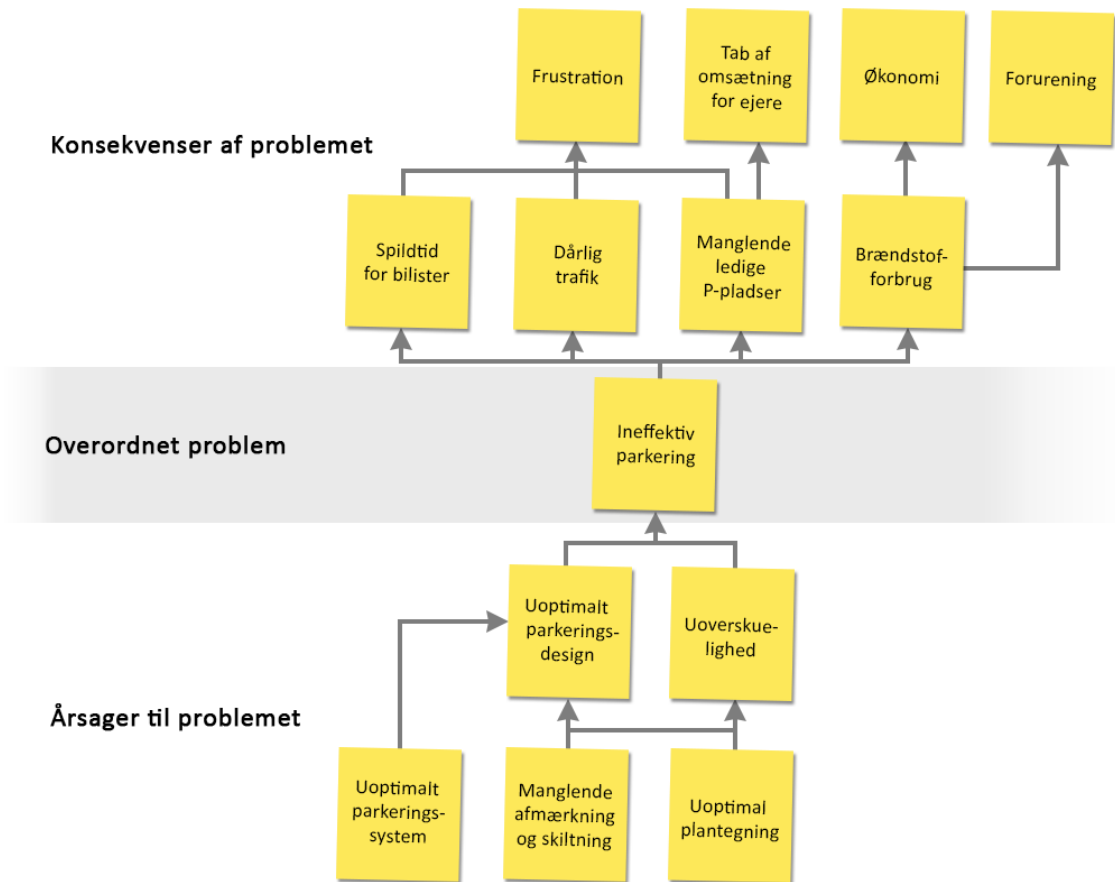 Frustration
Tab af
omsætning
for ejere
Økonomi
Forurening
Konsekvenser af problemet
Spildtid
for bilister
Dårlig
trafik
Manglende
ledige
P-pladser
Brændstof-
forbrug
Overordnet problem
Ineffektiv
parkering
Uoptimalt
parkerings-
design
Uoverskue-
lighed
Årsager til problemet
Uoptimalt
parkerings-
system
Manglende
afmærkning
og skiltning
Uoptimal
plantegning